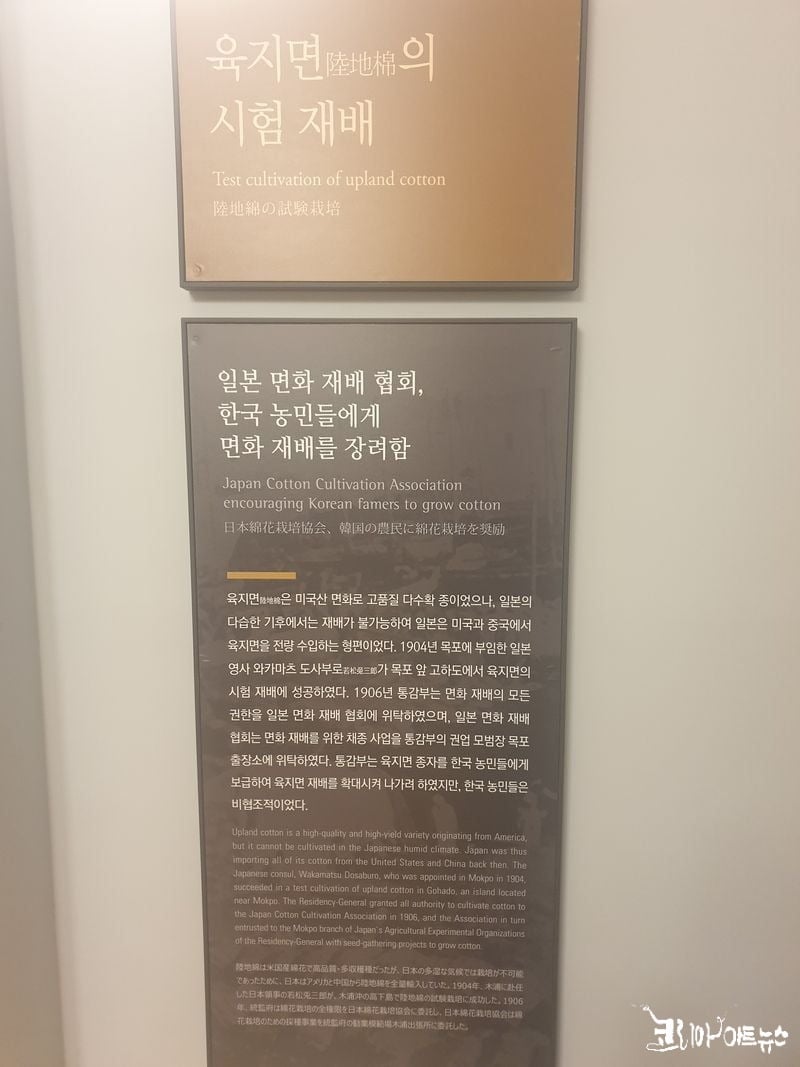 육지면陸地棉의
시험 재배
Test cultivation of upland cotton
陸地綿の試験栽培
일본 면화 재배 협회,
한국 농민들에게
면화 재배를 장려함
Japan Cotton Cultivation Association
encouraging Korean famers to grow cotton
日本綿花栽培協会、韓国の農民に綿花栽培を奨励
육지면陸地棉은 미국산 면화로 고품질 다수확 종이었으나, 일본의
다습한 기후에서는 재배가 불가능하여 일본은 미국과 중국에서
육지면을 전량 수입하는 형편이었다. 1904년 목포에 부임한 일본
영사 와카마츠 도사부로若松兎三郎가 목포 앞 고하도에서 육지면의
시험 재배에 성공하였다. 1906년 통감부는 면화 재배의 모든
권한을 일본 면화 재배 협회에 위탁하였으며, 일본 면화 재배
협회는 면화 재배를 위한 채종 사업을 통감부의 권업 모범장 목포
출장소에 위탁하였다. 통감부는 육지면 종자를 한국 농민들에게
보급하여 육지면 재배를 확대시켜 나가려 하였지만, 한국 농민들은
비협조적이었다.
Upland cotton is a high-quality and high-yield variety originating from America,
but it cannot be cultivated in the Japanese humid climate. Japan was thus
importing all of its cotton from the United States and China back then. The
Japanese consul, Wakamatsu Dosaburo, who was appointed in Mokpo in 1904,
succeeded in a test cultivation of upland cotton in Gohado, an island located
near Mokpo. The Residency-General granted all authority to cultivate cotton to
the Japan Cotton Cultivation Association in 1906, and the Association in turn
entrusted to the Mokpo branch of Japan's Agricultural Experimental Organizations
of the Residency-General with seed-gathering projects to grow cotton.
陸地綿は米国産綿花で高品質・多収穫種だったが、日本の多湿な気候では栽培が不可能
であったために、日本はアメリカと中国から陸地綿を全量輸入していた。1904年、木浦に赴任
した日本領事の若松兎三郎が、木浦沖の高下島で陸地綿の試験栽培に成功した。1906
年、統監府は綿花栽培の全権限を日本綿花栽培協会に委託し、日本綿花栽培協会は綿
花栽培のための採種事業を統監府の勧業模範場木浦出張所に委託した。
코리아아트뉴스